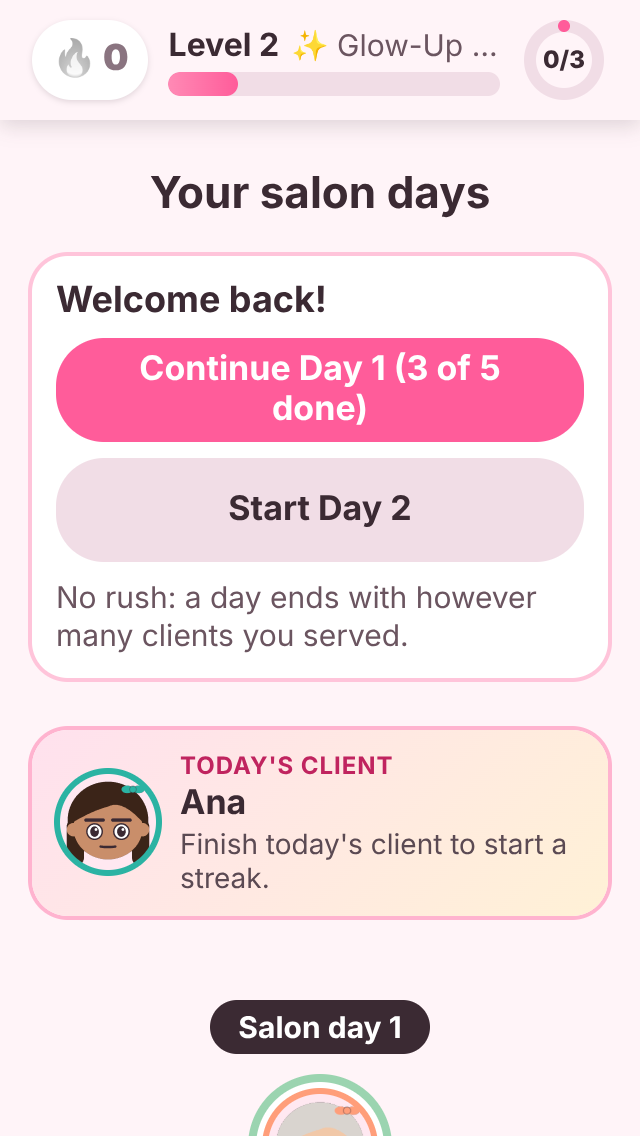 🔥 0
Level 2 ✨ Glow-Up ...
0/3
Your salon days
Welcome back!
Continue Day 1 (3 of 5
done)
Start Day 2
No rush: a day ends with however
many clients you served.
TODAY'S CLIENT
Ana
Finish today's client to start a
streak.
Salon day 1